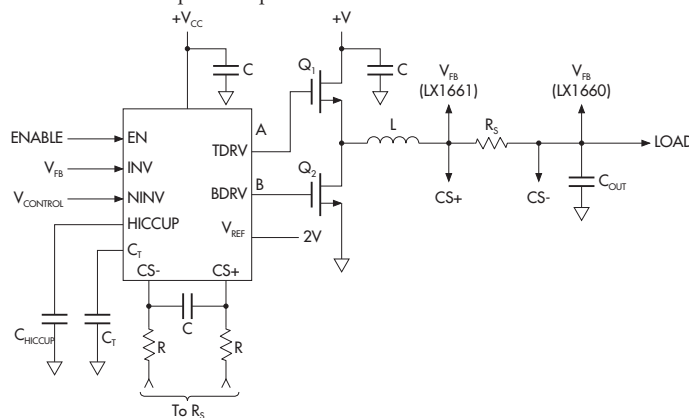 +VCC
+V
C
Q1
C
VFB
(LX1661)
VFB
(LX1660)
A
ENABLE
EN
TDRV
L
RS
LOAD
VFB
INV
Q2
B
BDRV
CS+
CS-
COUT
VCONTROL
NINV
HICCUP
VREF
2V
CT
CS-
CS+
C
CHICCUP
CT
R
R
To RS